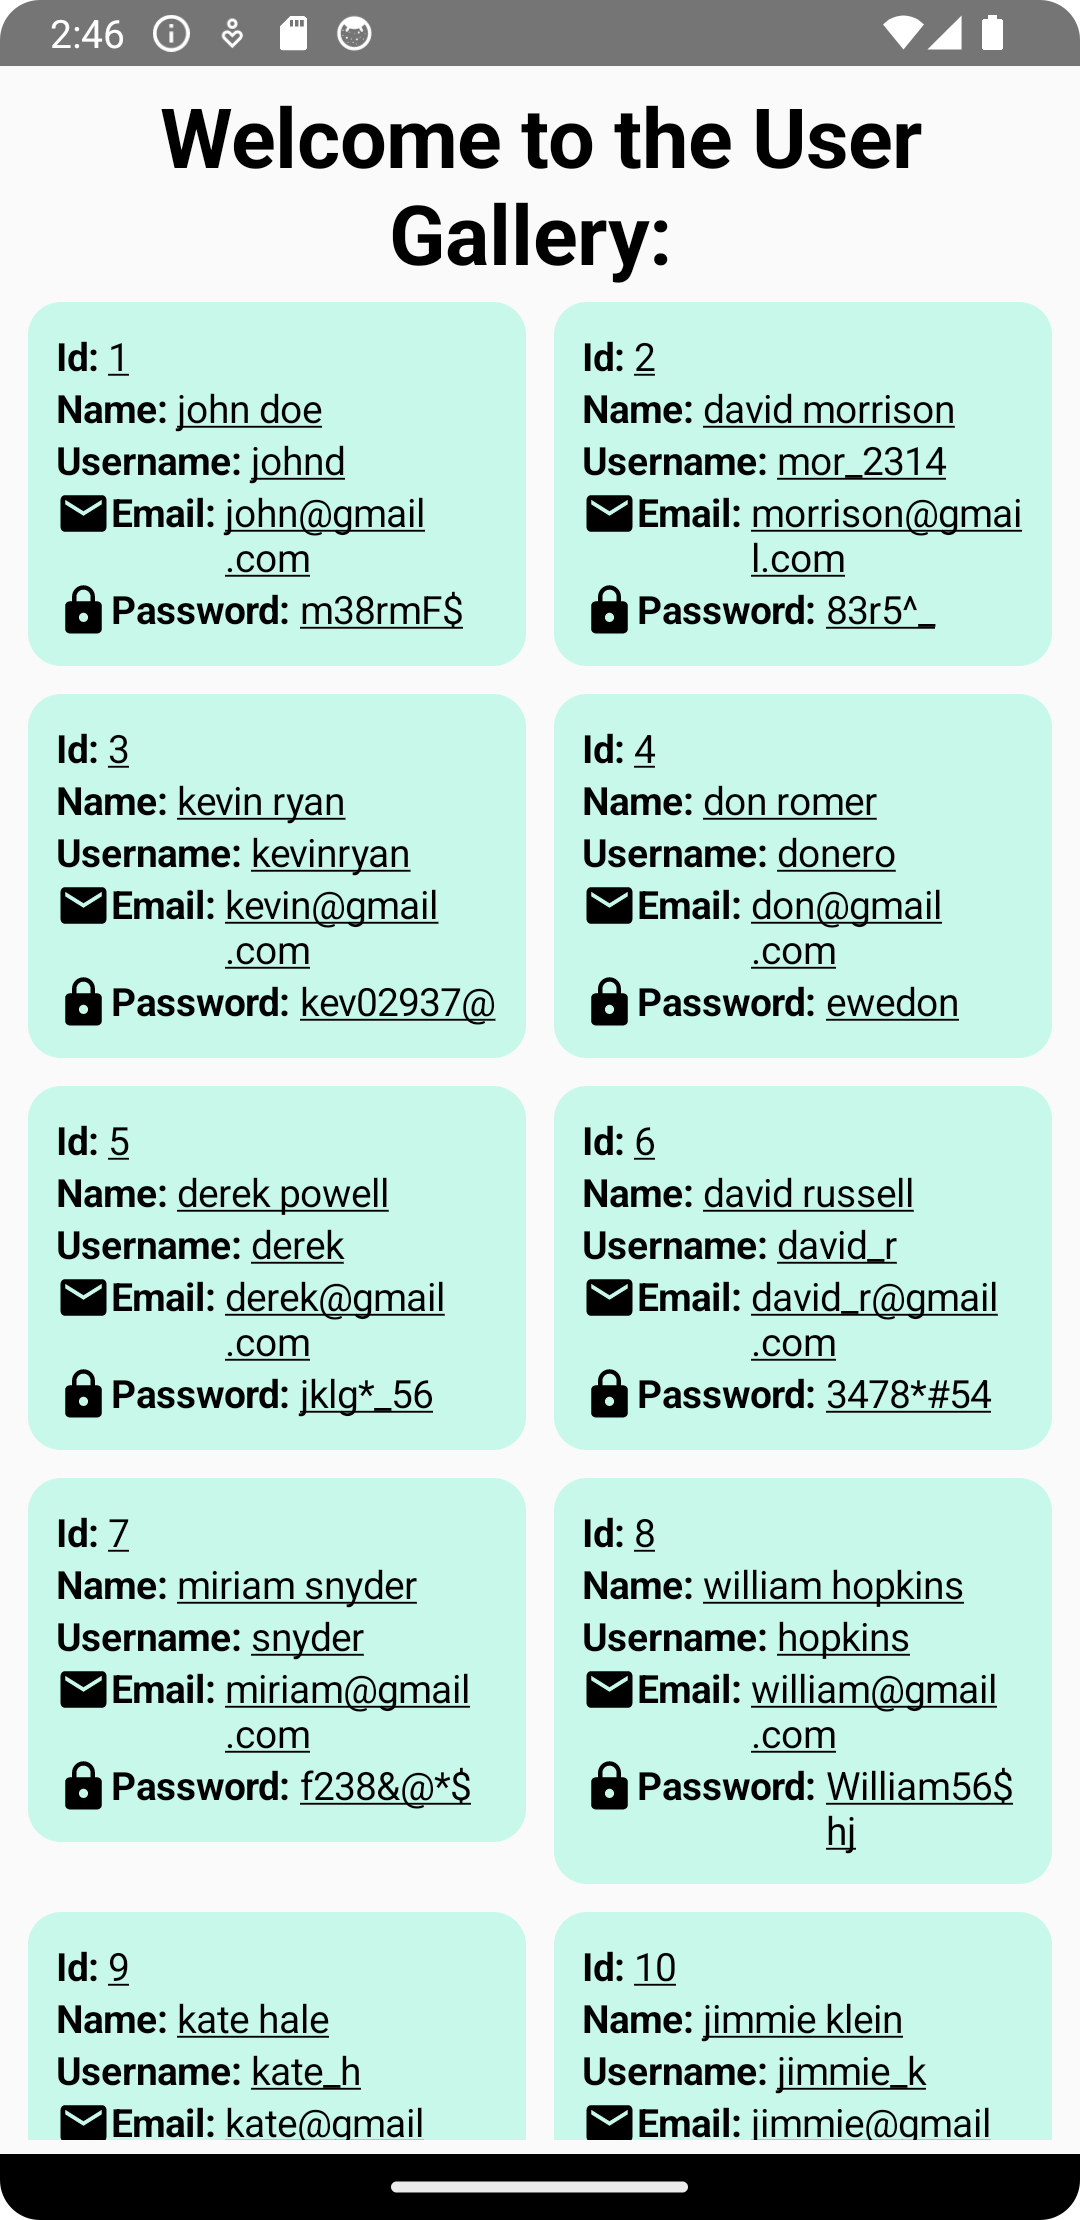 2:46
Welcome to the User
Gallery:
Id: 1
Name: john doe
Username: johnd
Email: john@gmail
.com
Password: m38rmF$
Id: 2
Name: david morrison
Username: mor_2314
Email: morrison@gmai
l.com
Password: 83r5^_
Id: 3
Name: kevin ryan
Username: kevinryan
Email: kevin@gmail
.com
Password: kev02937@
Id: 4
Name: don romer
Username: donero
Email: don@gmail
.com
Password: ewedon
Id: 5
Name: derek powell
Username: derek
Email: derek@gmail
.com
Password: jklg*_56
Id: 6
Name: david russell
Username: david_r
Email: david_r@gmail
.com
Password: 3478*#54
Id: 7
Name: miriam snyder
Username: snyder
Email: miriam@gmail
.com
Password: f238&@*$
Id: 8
Name: william hopkins
Username: hopkins
Email: william@gmail
.com
Password: William56$
hj
Id: 9
Name: kate hale
Username: kate_h
Email: kate@gmail
Id: 10
Name: jimmie klein
Username: jimmie_k
Email: jimmie@gmail